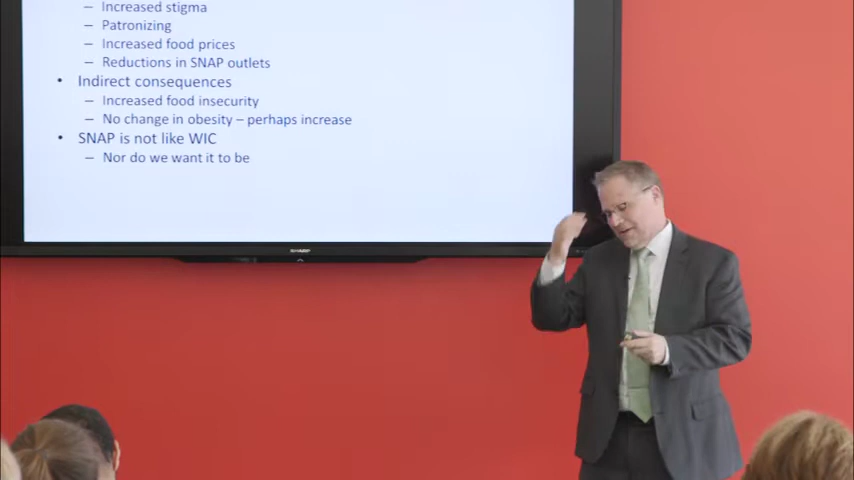 – Increased stigma
– Patronizing
– Increased food prices
– Reductions in SNAP outlets
• Indirect consequences
– Increased food insecurity
– No change in obesity – perhaps increase
• SNAP is not like WIC
– Nor do we want it to be
SHARP